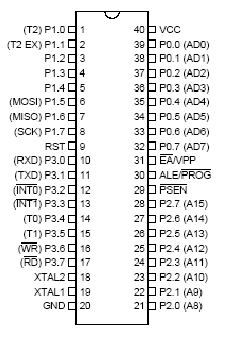 (T2) P1.0 1 40 VCC
(T2 EX) P1.1 2 39 P0.0 (AD0)
P1.2 3 38 P0.1 (AD1)
P1.3 4 37 P0.2 (AD2)
P1.4 5 36 P0.3 (AD3)
(MOSI) P1.5 6 35 P0.4 (AD4)
(MISO) P1.6 7 34 P0.5 (AD5)
(SCK) P1.7 8 33 P0.6 (AD6)
RST 9 32 P0.7 (AD7)
(RXD) P3.0 10 31 E̅A̅/VPP
(TXD) P3.1 11 30 ALE/P̅R̅O̅G̅
(I̅N̅T̅0̅) P3.2 12 29 P̅S̅E̅N̅
(I̅N̅T̅1̅) P3.3 13 28 P2.7 (A15)
(T0) P3.4 14 27 P2.6 (A14)
(T1) P3.5 15 26 P2.5 (A13)
(W̅R̅) P3.6 16 25 P2.4 (A12)
(R̅D̅) P3.7 17 24 P2.3 (A11)
XTAL2 18 23 P2.2 (A10)
XTAL1 19 22 P2.1 (A9)
GND 20 21 P2.0 (A8)